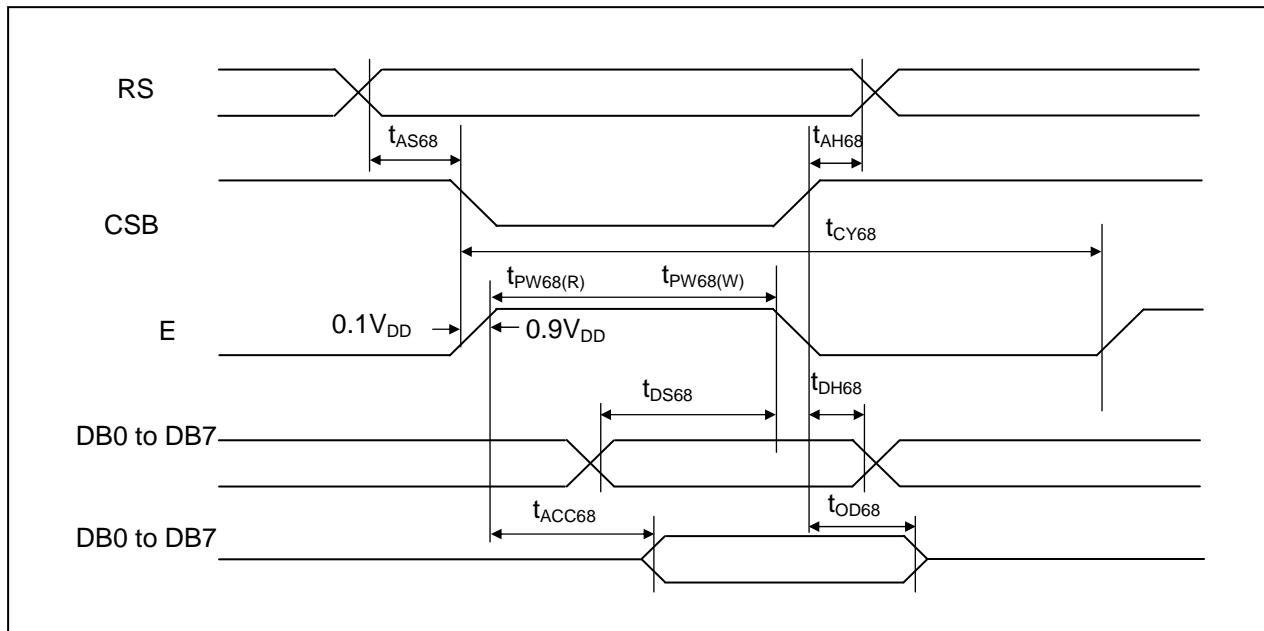 RS
tAS68
tAH68
CSB
tCY68
tPW68(R) tPW68(W)
E
0.1VDD
0.9VDD
tDS68
tDH68
DB0 to DB7
tACC68
tOD68
DB0 to DB7